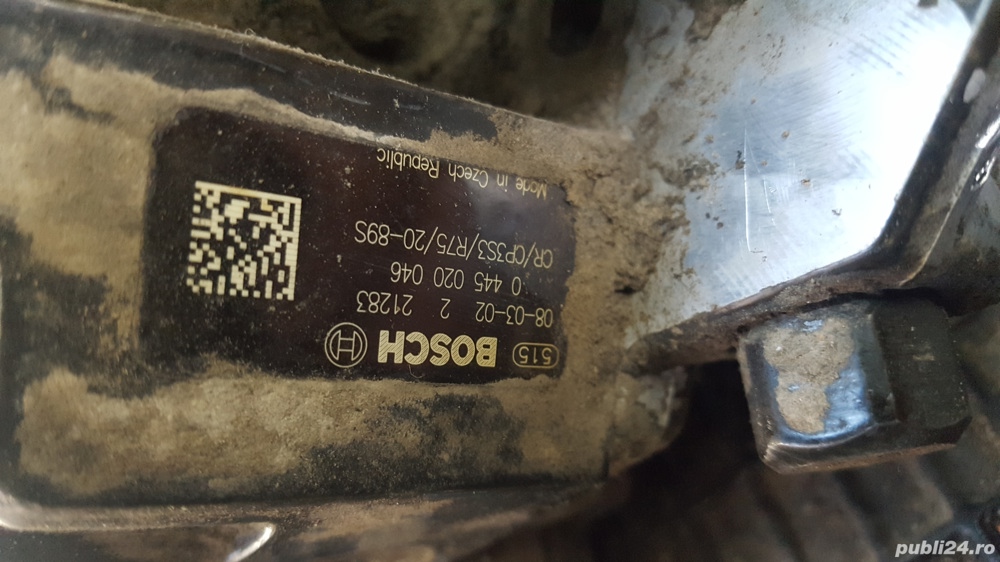 515 BOSCH
08-03-02 2 21283
0 445 020 046
CR/CP3S3/R75/20-89S
Made in Czech Republic
publi24.ro